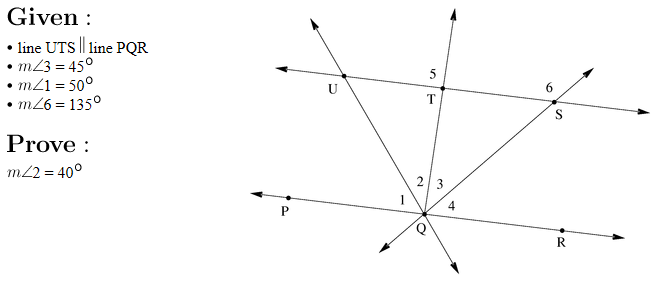 Given :
• line UTS || line PQR
• m∠3 = 45°
• m∠1 = 50°
• m∠6 = 135°
Prove :
m∠2 = 40°
5
6
U
T
S
2 3
1
4
P
Q
R